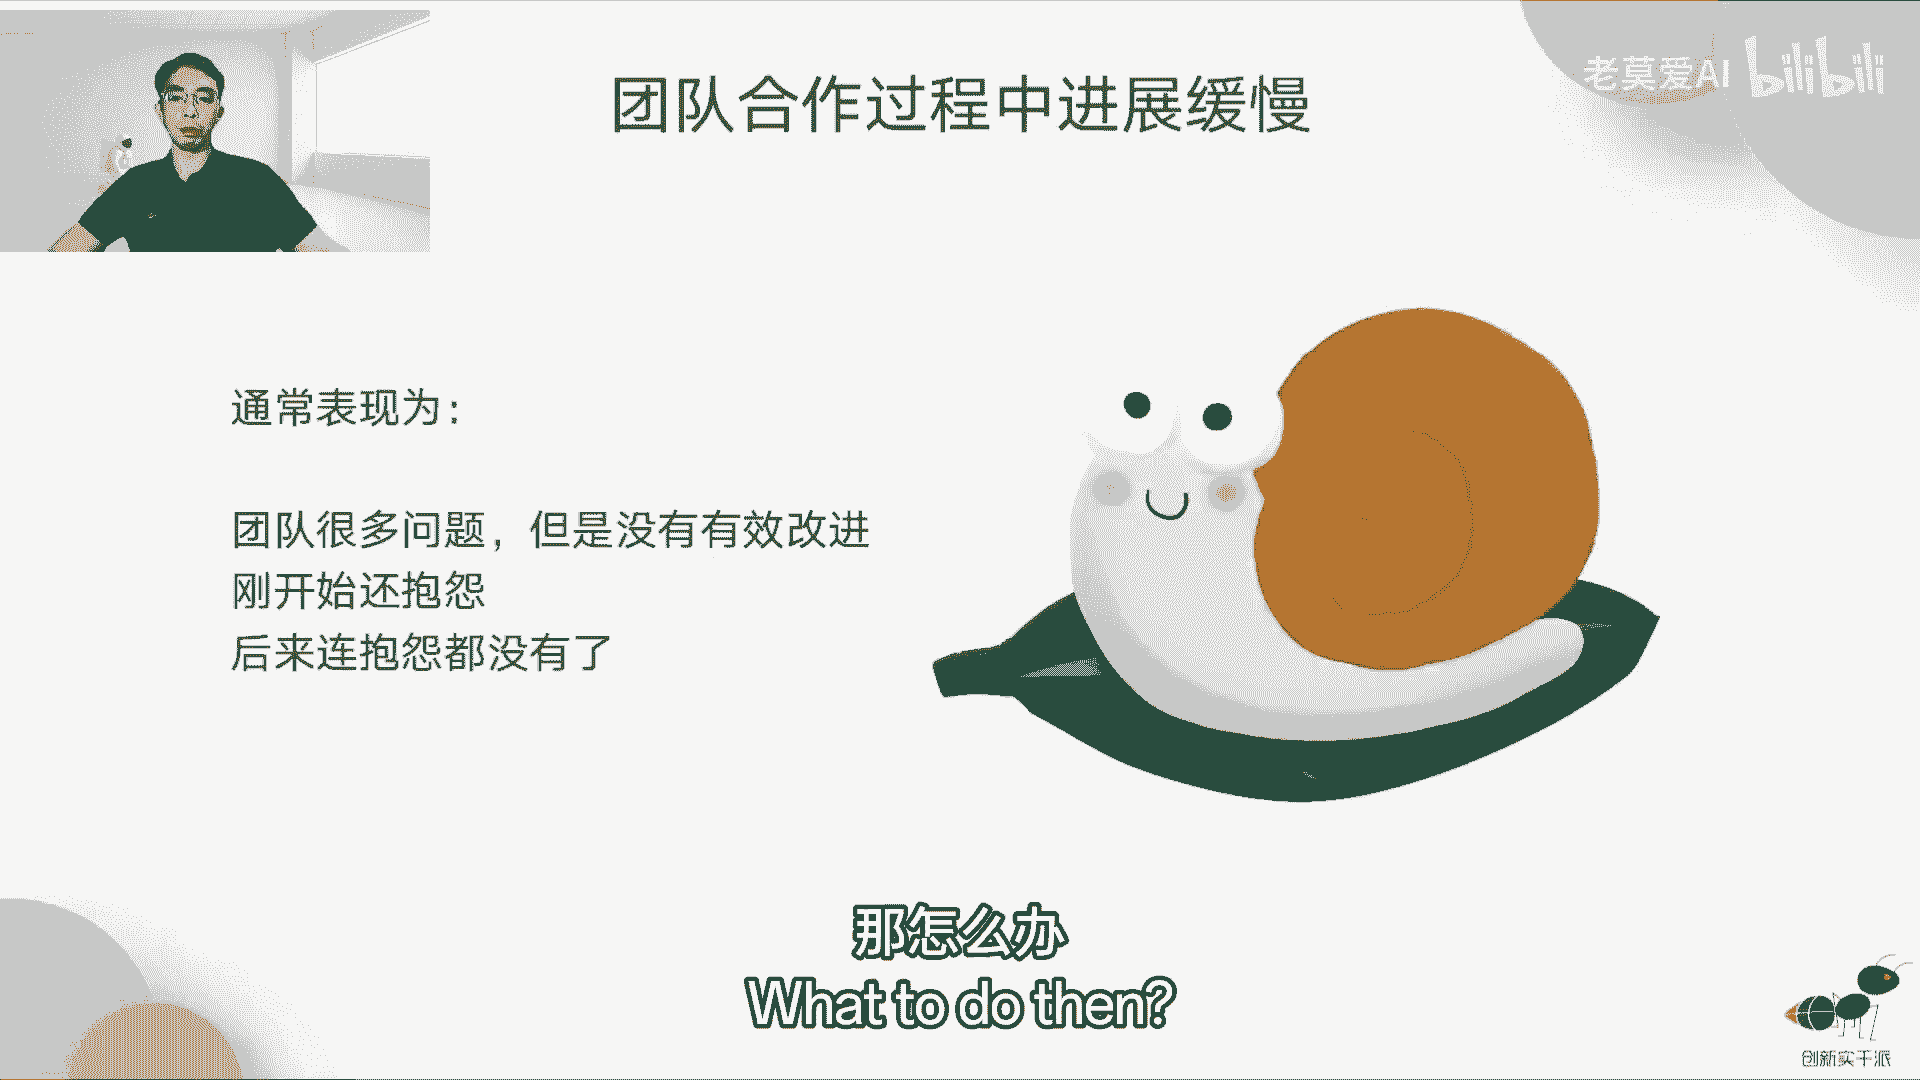 团队合作过程中进展缓慢
老莫爱AI bilibili
通常表现为：
团队很多问题，但是没有有效改进
刚开始还抱怨
后来连抱怨都没有了
那怎么办
What to do then?
创新实干派